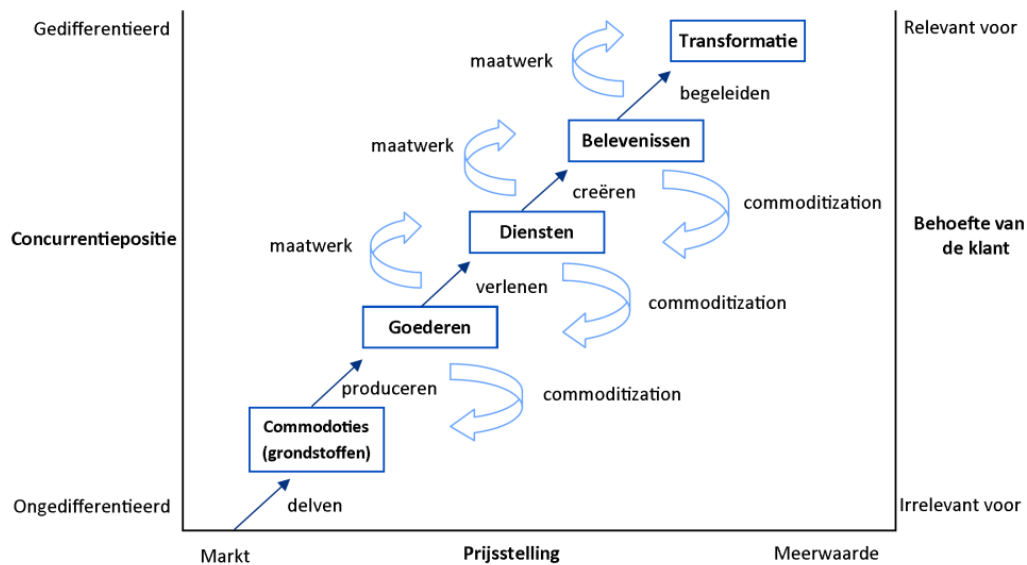 Gedifferentieerd
Transformatie
Relevant voor
maatwerk
begeleiden
Belevenissen
maatwerk
creëren
commoditization
Concurrentiepositie
Diensten
Behoefte van
de klant
maatwerk
verlenen
commoditization
Goederen
produceren
commoditization
Commodoties
(grondstoffen)
Ongedifferentieerd
delven
Irrelevant voor
Markt
Prijsstelling
Meerwaarde